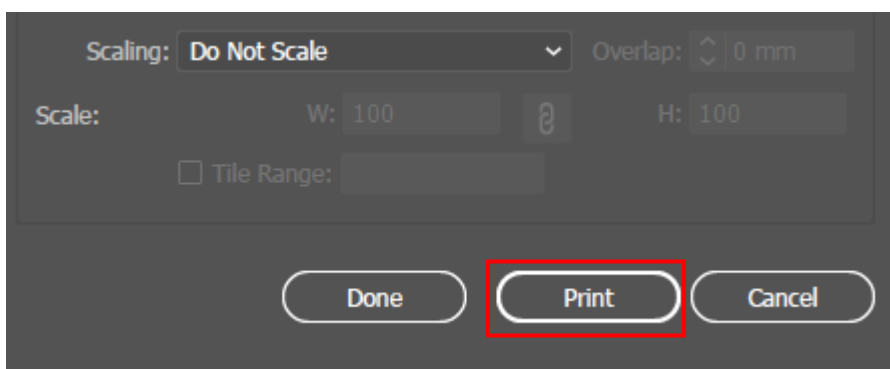 Scaling: Do Not Scale Overlap: 0 mm
Scale: W: 100 H: 100
Tile Range:
Done Print Cancel